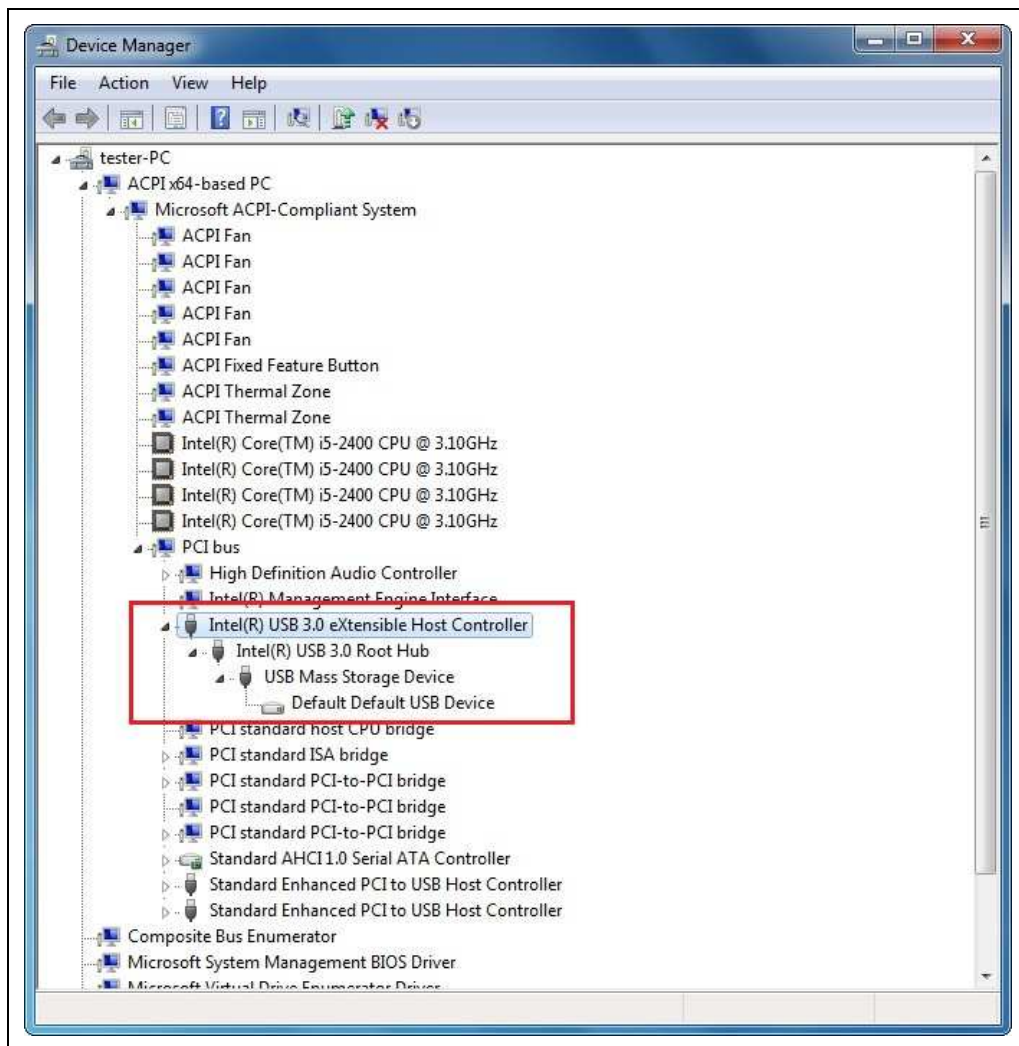 Device Manager
File Action View Help
tester-PC
ACPI x64-based PC
Microsoft ACPI-Compliant System
ACPI Fan
ACPI Fan
ACPI Fan
ACPI Fan
ACPI Fan
ACPI Fixed Feature Button
ACPI Thermal Zone
ACPI Thermal Zone
Intel(R) Core(TM) i5-2400 CPU @ 3.10GHz
Intel(R) Core(TM) i5-2400 CPU @ 3.10GHz
Intel(R) Core(TM) i5-2400 CPU @ 3.10GHz
Intel(R) Core(TM) i5-2400 CPU @ 3.10GHz
PCI bus
High Definition Audio Controller
Intel(R) Management Engine Interface
Intel(R) USB 3.0 eXtensible Host Controller
Intel(R) USB 3.0 Root Hub
USB Mass Storage Device
Default Default USB Device
PCI standard host CPU bridge
PCI standard ISA bridge
PCI standard PCI-to-PCI bridge
PCI standard PCI-to-PCI bridge
PCI standard PCI-to-PCI bridge
Standard AHCI 1.0 Serial ATA Controller
Standard Enhanced PCI to USB Host Controller
Standard Enhanced PCI to USB Host Controller
Composite Bus Enumerator
Microsoft System Management BIOS Driver
Microsoft Virtual Drive Enumerator Driver